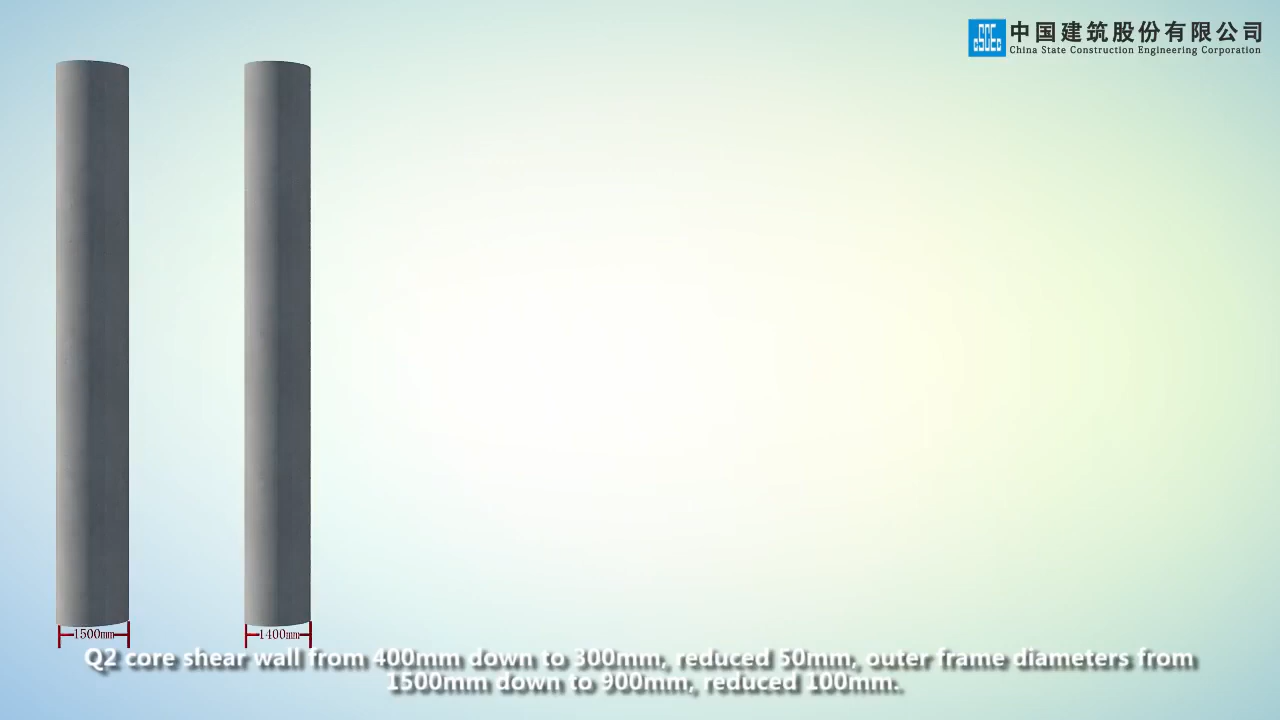 CSCEC
中国建筑股份有限公司
China State Construction Engineering Corporation
1500mm
1400mm
Q2 core shear wall from 400mm down to 300mm, reduced 50mm, outer frame diameters from
1500mm down to 900mm, reduced 100mm.